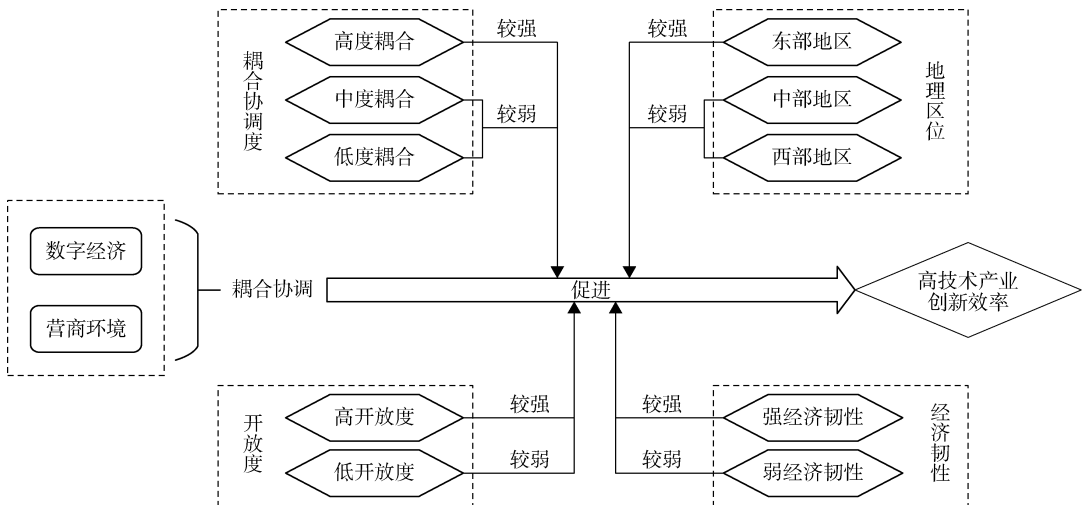 耦合协调度
高度耦合
中度耦合
低度耦合
较强
较弱
较强
较弱
东部地区
中部地区
西部地区
地理区位
数字经济
营商环境
耦合协调
促进
高技术产业
创新效率
开放度
高开放度
低开放度
较强
较弱
较强
较弱
强经济韧性
弱经济韧性
经济韧性